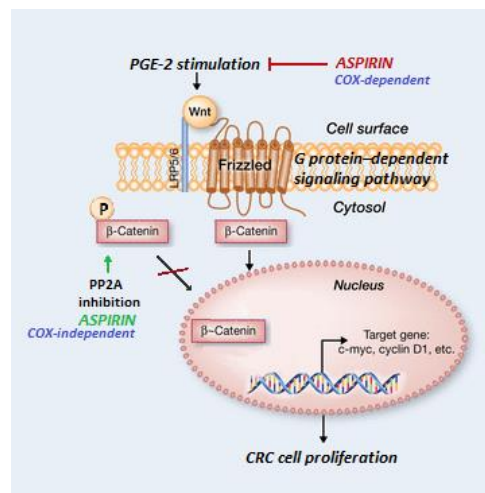 PGE-2 stimulation
ASPIRIN
COX-dependent
Wnt
Cell surface
LRP5/6
Frizzled
G protein–dependent
signaling pathway
Cytosol
P
β-Catenin
β-Catenin
PP2A
inhibition
ASPIRIN
COX-independent
Nucleus
β-Catenin
Target gene:
c-myc, cyclin D1, etc.
CRC cell proliferation